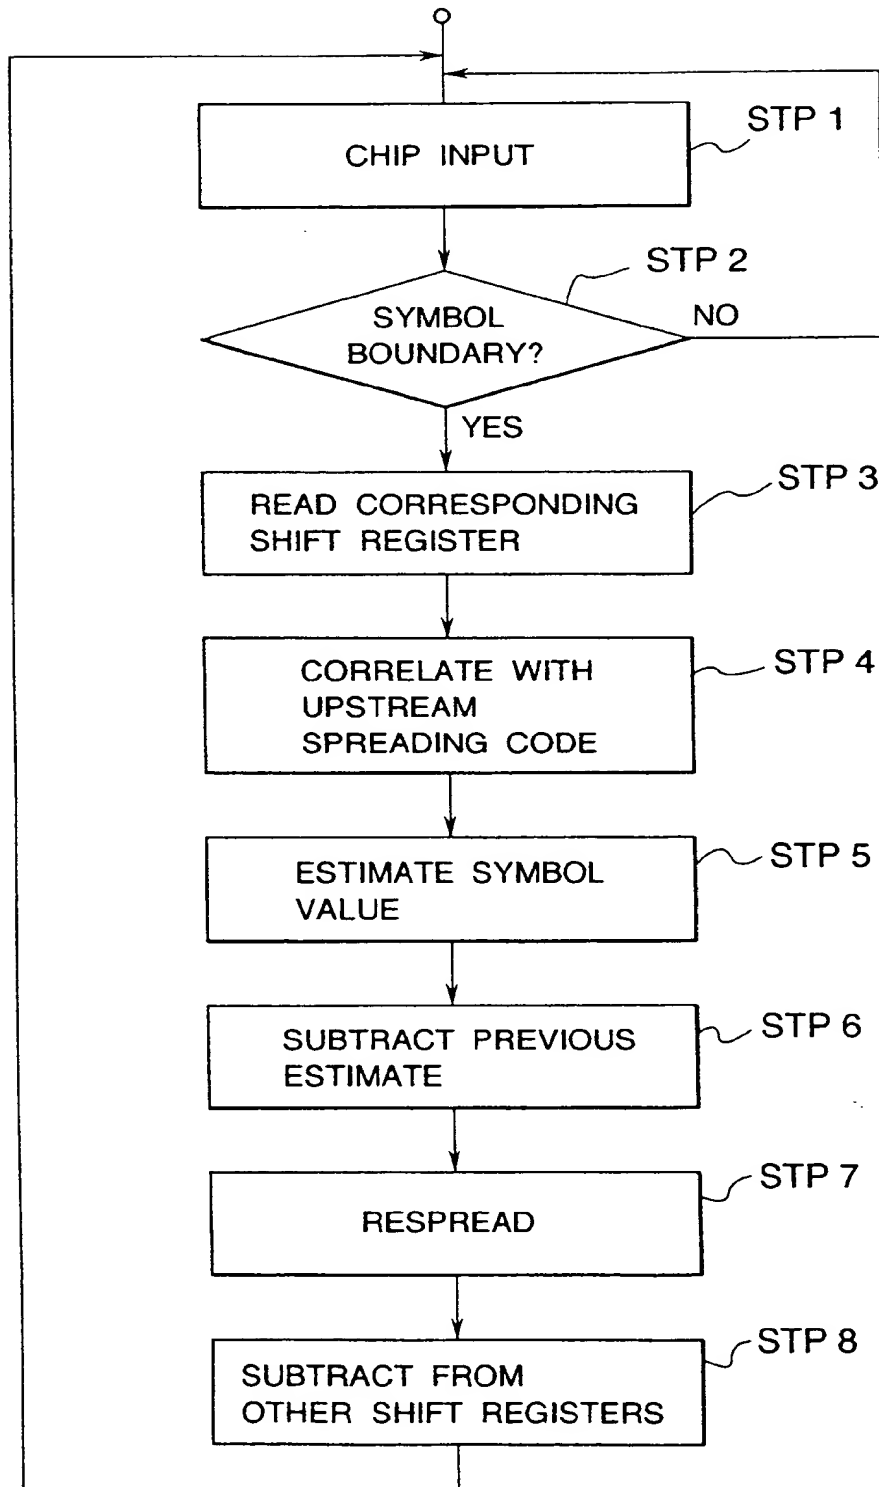 CHIP INPUT
STP 1
SYMBOL
BOUNDARY?
STP 2
NO
YES
READ CORRESPONDING
SHIFT REGISTER
STP 3
CORRELATE WITH
UPSTREAM
SPREADING CODE
STP 4
ESTIMATE SYMBOL
VALUE
STP 5
SUBTRACT PREVIOUS
ESTIMATE
STP 6
RESPREAD
STP 7
SUBTRACT FROM
OTHER SHIFT REGISTERS
STP 8